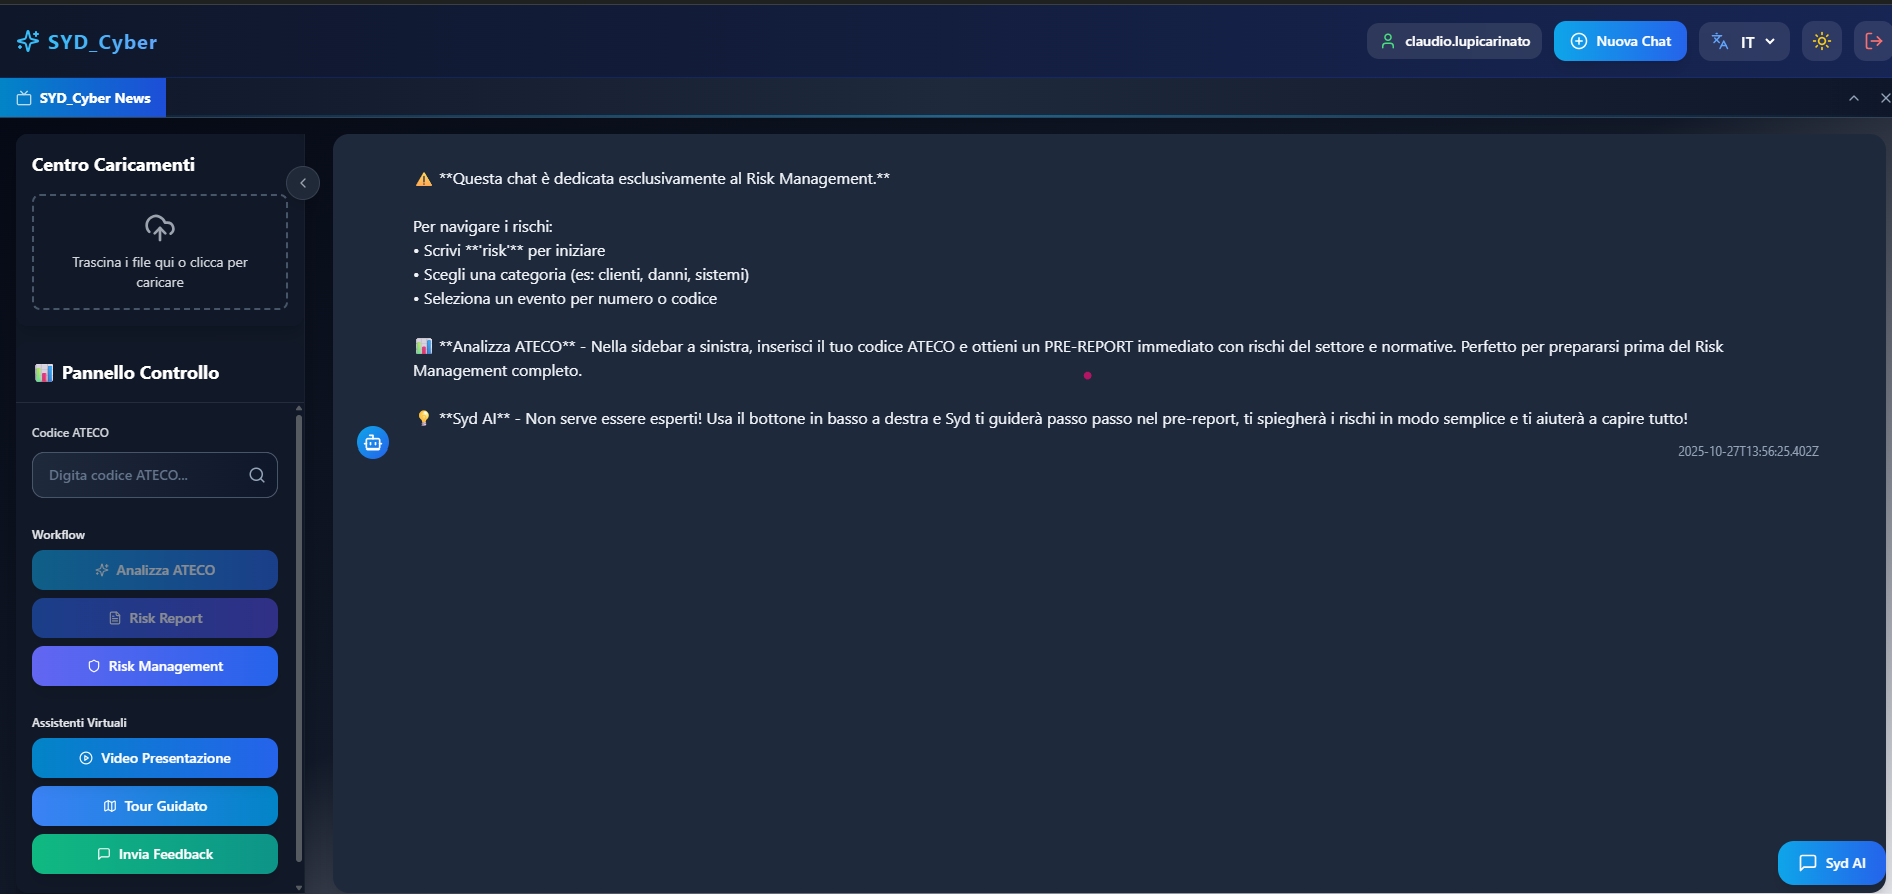 SYD_Cyber
claudio.lupicarinato
Nuova Chat
IT
SYD_Cyber News
Centro Caricamenti
Trascina i file qui o clicca per
caricare
📊 Pannello Controllo
Codice ATECO
Digita codice ATECO...
Workflow
Analizza ATECO
Risk Report
Risk Management
Assistenti Virtuali
Video Presentazione
Tour Guidato
Invia Feedback
⚠️ **Questa chat è dedicata esclusivamente al Risk Management.**
Per navigare i rischi:
• Scrivi **'risk'** per iniziare
• Scegli una categoria (es: clienti, danni, sistemi)
• Seleziona un evento per numero o codice
📊 **Analizza ATECO** - Nella sidebar a sinistra, inserisci il tuo codice ATECO e ottieni un PRE-REPORT immediato con rischi del settore e normative. Perfetto per prepararsi prima del Risk
Management completo.
💡 **Syd AI** - Non serve essere esperti! Usa il bottone in basso a destra e Syd ti guiderà passo passo nel pre-report, ti spiegherà i rischi in modo semplice e ti aiuterà a capire tutto!
2025-10-27T13:56:25.402Z
Syd AI